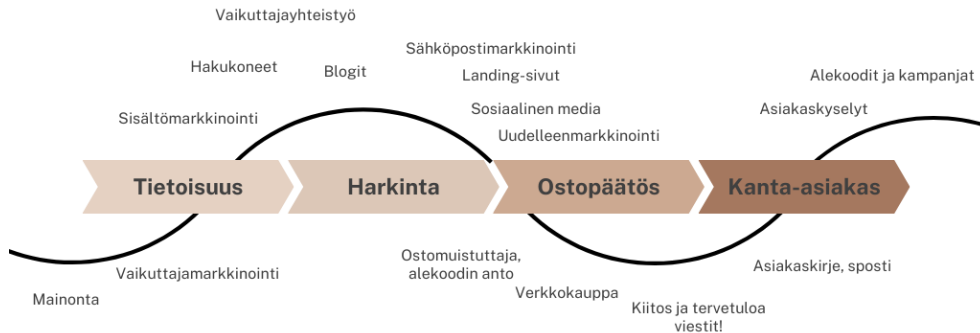 Vaikuttajayhteistyö
Sähköpostimarkkinointi
Hakukoneet
Blogit
Landing-sivut
Alekoodit ja kampanjat
Sisältömarkkinointi
Sosiaalinen media
Asiakaskyselyt
Uudelleenmarkkinointi
Tietoisuus
Harkinta
Ostopäätös
Kanta-asiakas
Ostomuistuttaja,
alekoodin anto
Vaikuttajamarkkinointi
Asiakaskirje, sposti
Mainonta
Verkkokauppa
Kiitos ja tervetuloa
viestit!